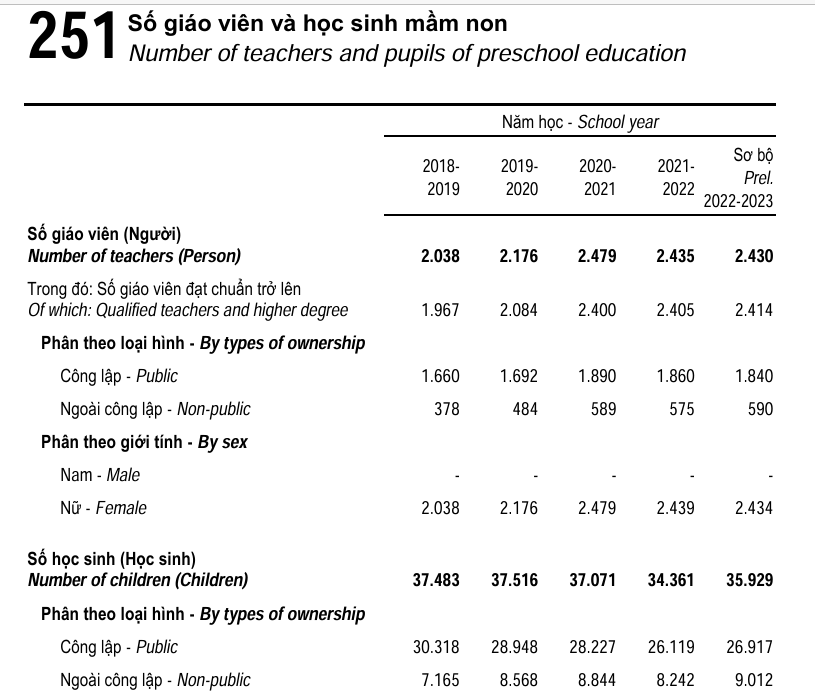 251 Số giáo viên và học sinh mầm non
Number of teachers and pupils of preschool education
Năm học - School year
2018-2019 2019-2020 2020-2021 2021-2022 Sơ bộ Prel. 2022-2023
Số giáo viên (Người)
Number of teachers (Person) 2.038 2.176 2.479 2.435 2.430
Trong đó: Số giáo viên đạt chuẩn trở lên
Of which: Qualified teachers and higher degree 1.967 2.084 2.400 2.405 2.414
Phân theo loại hình - By types of ownership
Công lập - Public 1.660 1.692 1.890 1.860 1.840
Ngoài công lập - Non-public 378 484 589 575 590
Phân theo giới tính - By sex
Nam - Male - - - - -
Nữ - Female 2.038 2.176 2.479 2.439 2.434
Số học sinh (Học sinh)
Number of children (Children) 37.483 37.516 37.071 34.361 35.929
Phân theo loại hình - By types of ownership
Công lập - Public 30.318 28.948 28.227 26.119 26.917
Ngoài công lập - Non-public 7.165 8.568 8.844 8.242 9.012